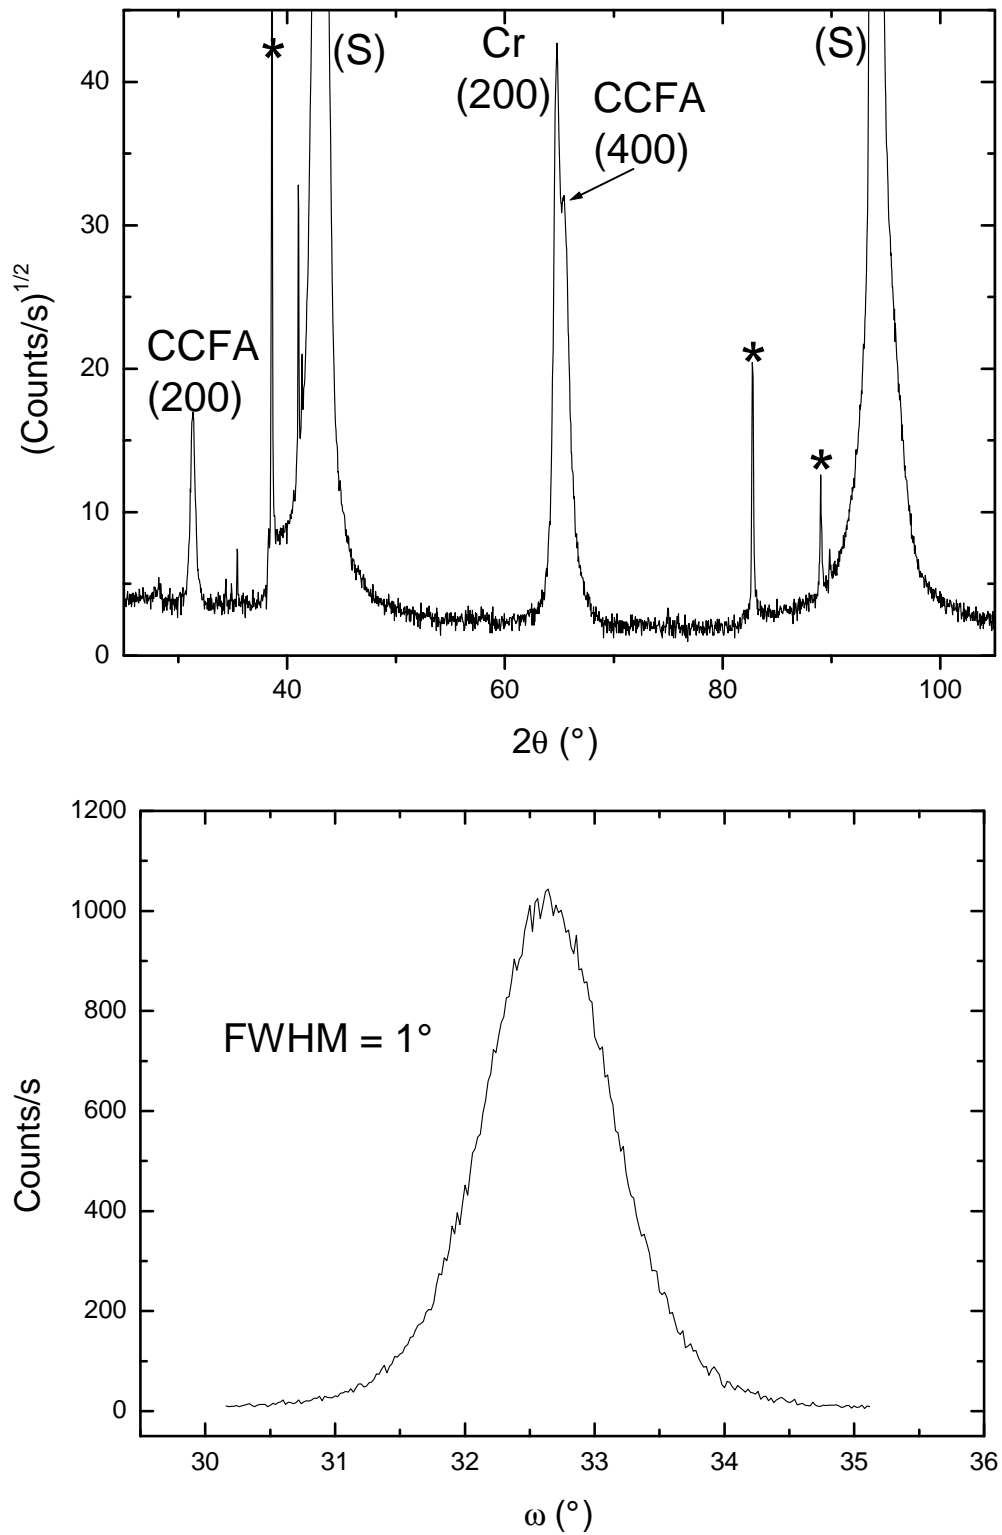 *
(S)
Cr
(200)
CCFA
(400)
(S)
CCFA
(200)
*
*
40
30
20
10
0
(Counts/s)1/2
40
60
80
100
2θ (°)
1200
1000
800
600
400
200
0
Counts/s
FWHM = 1°
30
31
32
33
34
35
36
ω (°)